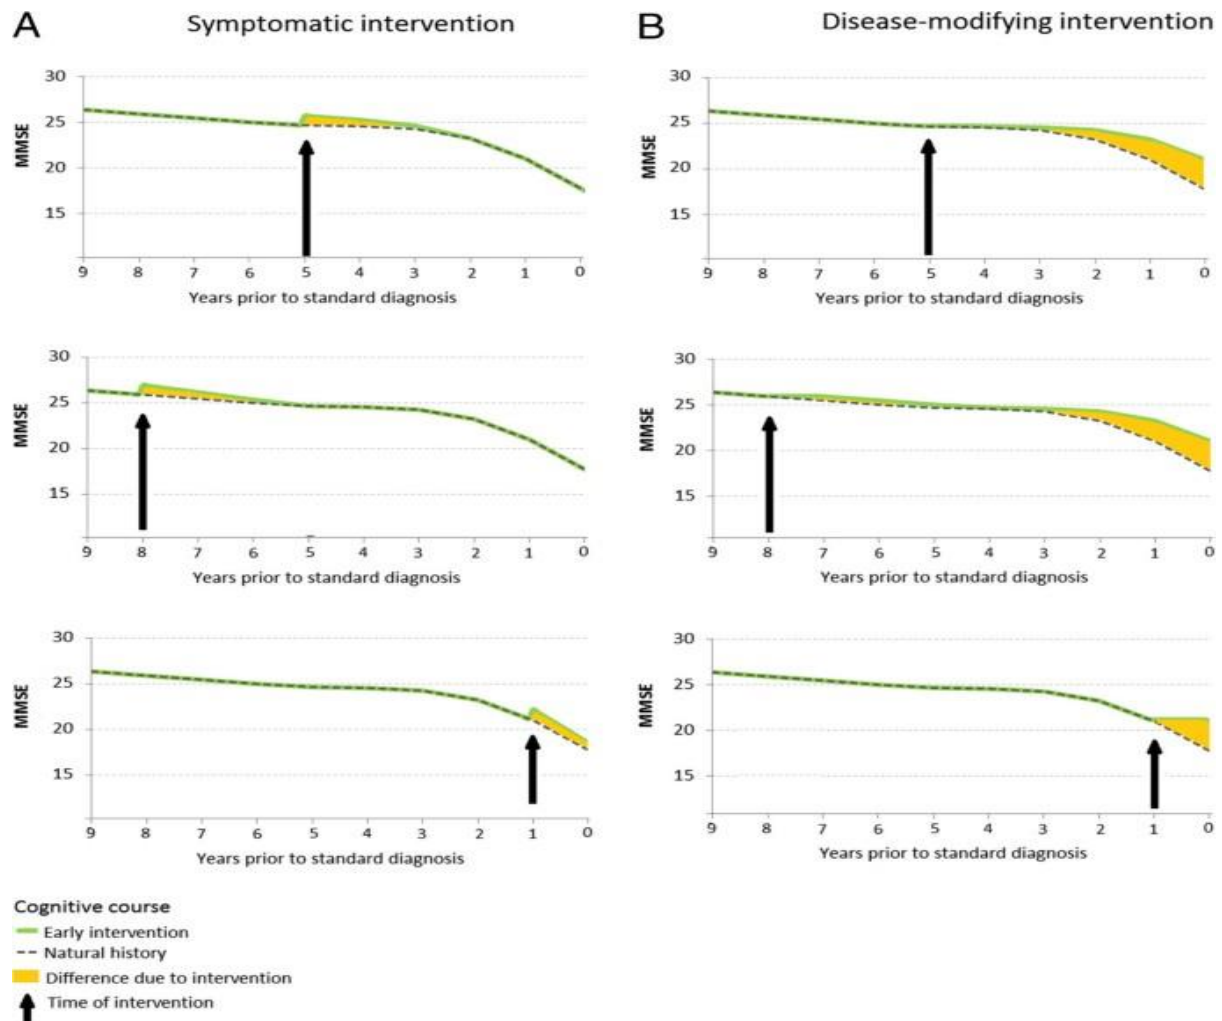 A Symptomatic intervention
B Disease-modifying intervention
30
25
20
15
MMSE
9 8 7 6 5 4 3 2 1 0
Years prior to standard diagnosis
30
25
20
15
MMSE
9 8 7 6 5 4 3 2 1 0
Years prior to standard diagnosis
30
25
20
15
MMSE
9 8 7 6 5 4 3 2 1 0
Years prior to standard diagnosis
30
25
20
15
MMSE
9 8 7 6 5 4 3 2 1 0
Years prior to standard diagnosis
30
25
20
15
MMSE
9 8 7 6 5 4 3 2 1 0
Years prior to standard diagnosis
30
25
20
15
MMSE
9 8 7 6 5 4 3 2 1 0
Years prior to standard diagnosis
Cognitive course
Early intervention
Natural history
Difference due to intervention
Time of intervention